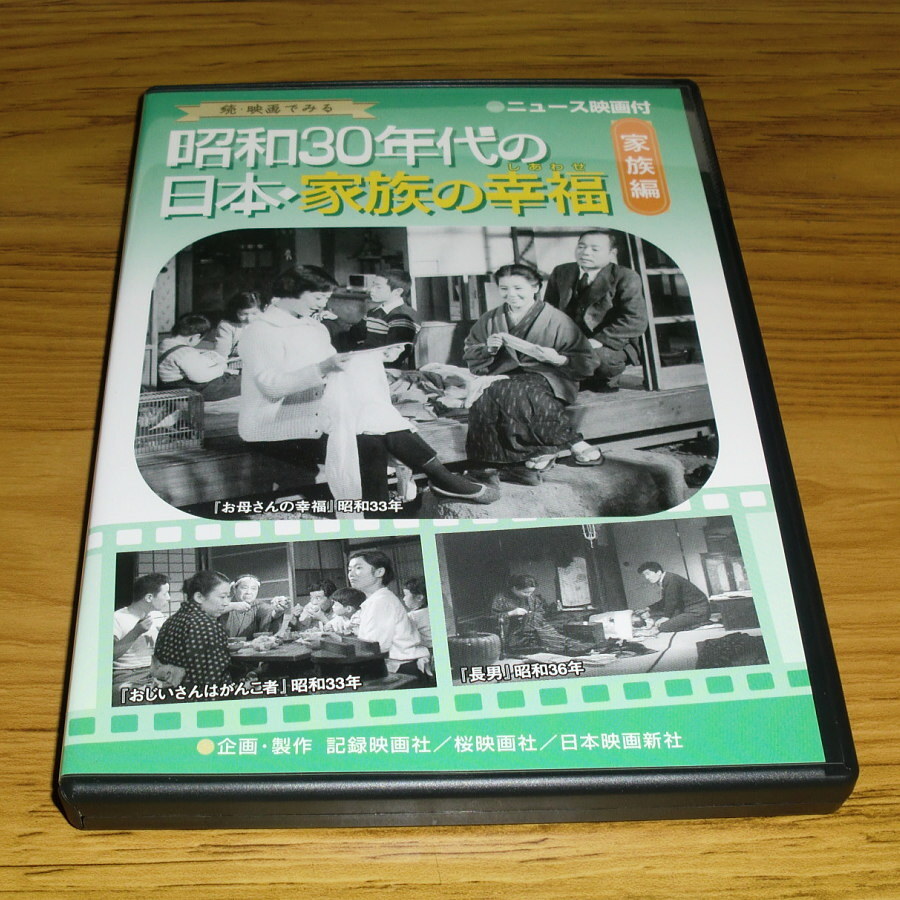 続・映画でみる
●ニュース映画付
昭和30年代の
しあわせ
日本・家族の幸福
家族編
『お母さんの幸福』昭和33年
『おじいさんはがんこ者』昭和33年
『長男』昭和36年
●企画・製作 記録映画社／桜映画社／日本映画新社